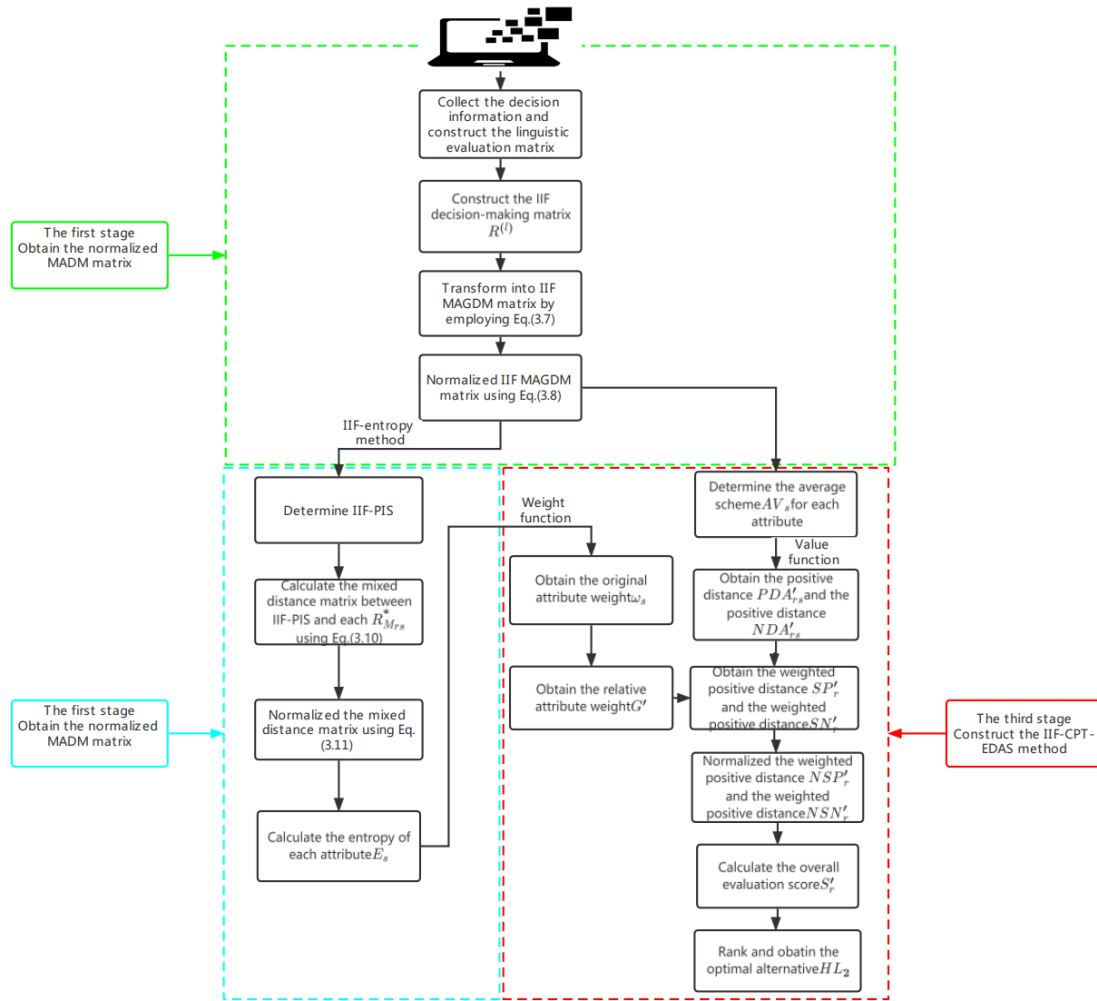 Collect the decision
information and
construct the linguistic
evaluation matrix
Construct the IIF
decision-making matrix
R^{(l)}
The first stage
Obtain the normalized
MADM matrix
Transform into IIF
MAGDM matrix by
employing Eq.(3.7)
Normalized IIF MAGDM
matrix using Eq.(3.8)
IIF-entropy
method
Determine IIF-PIS
Calculate the mixed
distance matrix between
IIF-PIS and each R^*_{M_{rs}}
using Eq.(3.10)
Normalized the mixed
distance matrix using Eq.
(3.11)
Calculate the entropy of
each attribute E_s
The first stage
Obtain the normalized
MADM matrix
Weight
function
Obtain the original
attribute weight ω_s
Obtain the relative
attribute weight G′
Determine the average
scheme AV_s for each
attribute
Value
function
Obtain the positive
distance PDA′_{rs} and the
positive distance
NDA′_{rs}
Obtain the weighted
positive distance SP′_r
and the weighted
positive distance SN′_r
Normalized the weighted
positive distance NSP′_r
and the weighted
positive distance NSN′_r
Calculate the overall
evaluation score S′_r
Rank and obatin the
optimal alternative HL_2
The third stage
Construct the IIF-CPT-
EDAS method